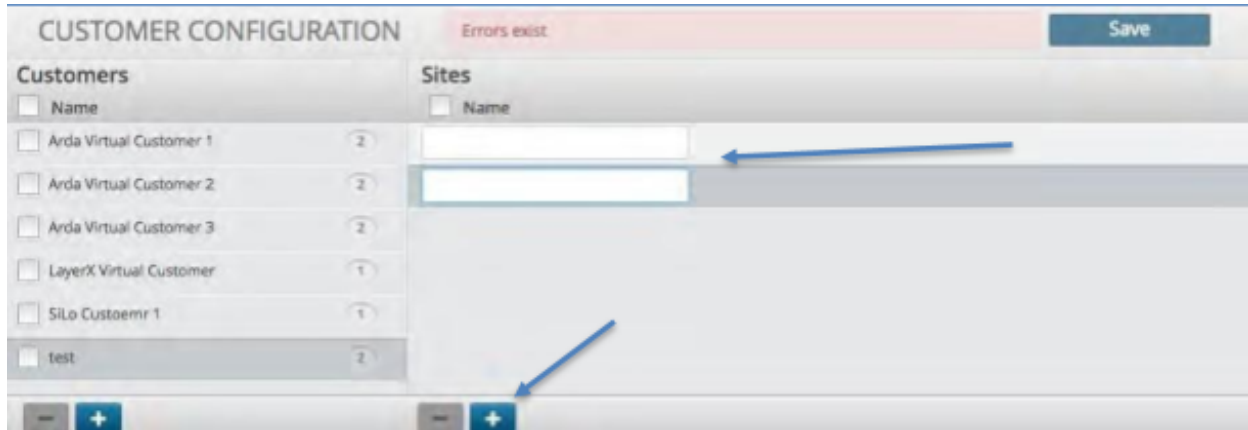 CUSTOMER CONFIGURATION
Errors exist
Save
Customers
Sites
Name
Name
Arda Virtual Customer 1
2
Arda Virtual Customer 2
2
Arda Virtual Customer 3
2
LayerX Virtual Customer
1
SiLo Custoemr 1
1
test
2
− +
− +